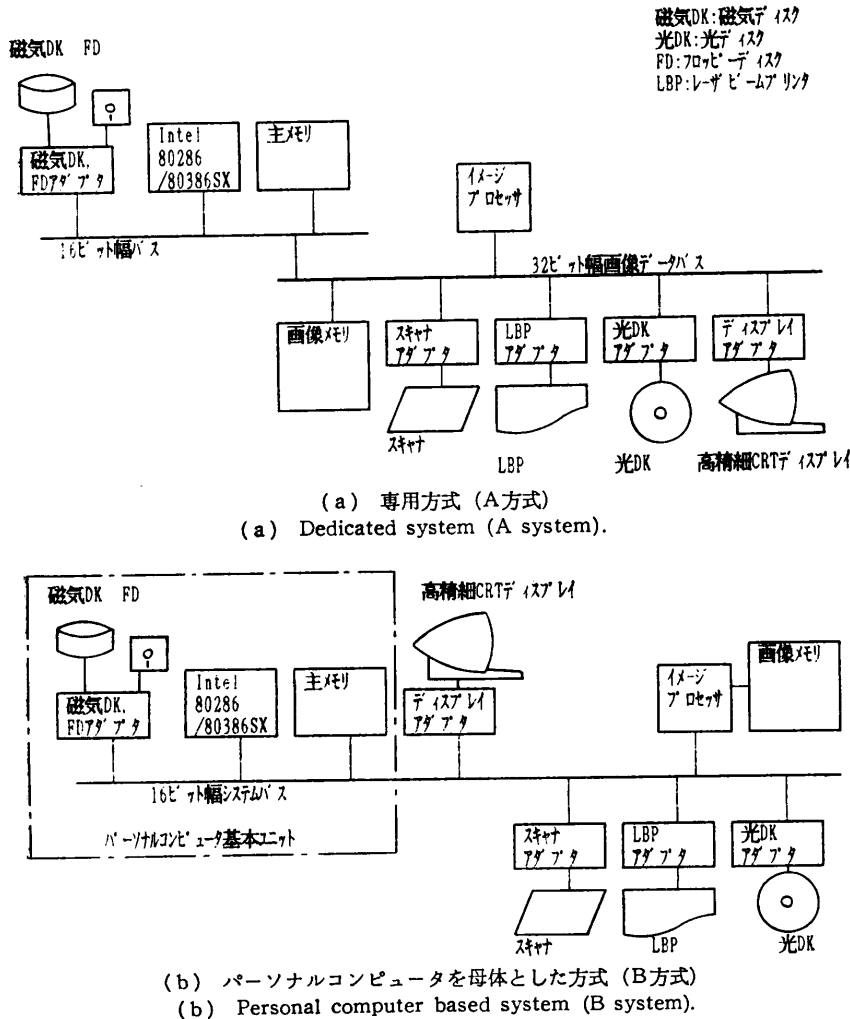 磁気DK:磁気ディスク
光DK:光ディスク
FD:フロッピーディスク
LBP:レーザビームプリンタ
磁気DK FD
磁気DK,
FDアダプタ
Intel
80286
/80386SX
主メモリ
16ビット幅バス
イメージ
プロセッサ
32ビット幅画像データバス
画像メモリ
スキャナ
アダプタ
LBP
アダプタ
光DK
アダプタ
ディスプレイ
アダプタ
スキャナ
LBP
光DK
高精細CRTディスプレイ
(a) 専用方式 (A方式)
(a) Dedicated system (A system).
磁気DK FD
磁気DK,
FDアダプタ
Intel
80286
/80386SX
主メモリ
16ビット幅システムバス
パーソナルコンピュータ基本ユニット
高精細CRTディスプレイ
ディスプレイ
アダプタ
イメージ
プロセッサ
画像メモリ
スキャナ
アダプタ
LBP
アダプタ
光DK
アダプタ
スキャナ
LBP
光DK
(b) パーソナルコンピュータを母体とした方式 (B方式)
(b) Personal computer based system (B system).